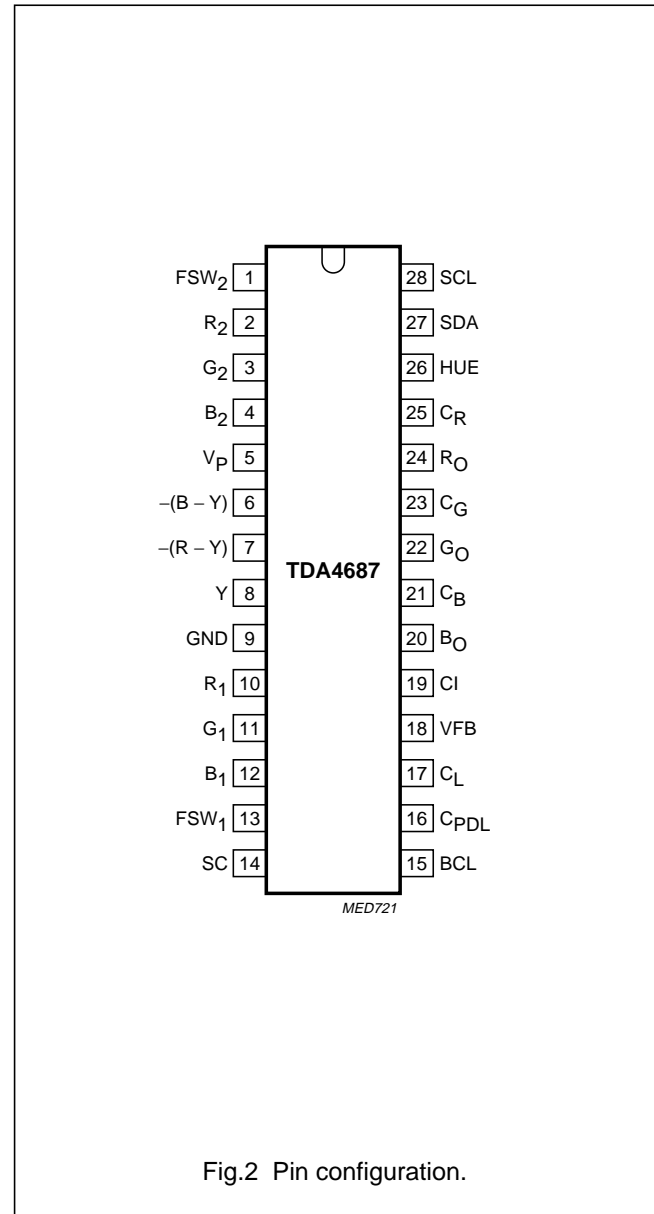 FSW2 1 28 SCL
R2 2 27 SDA
G2 3 26 HUE
B2 4 25 CR
VP 5 24 RO
−(B − Y) 6 23 CG
−(R − Y) 7 22 GO
TDA4687
Y 8 21 CB
GND 9 20 BO
R1 10 19 CI
G1 11 18 VFB
B1 12 17 CL
FSW1 13 16 CPDL
SC 14 15 BCL
MED721
Fig.2 Pin configuration.